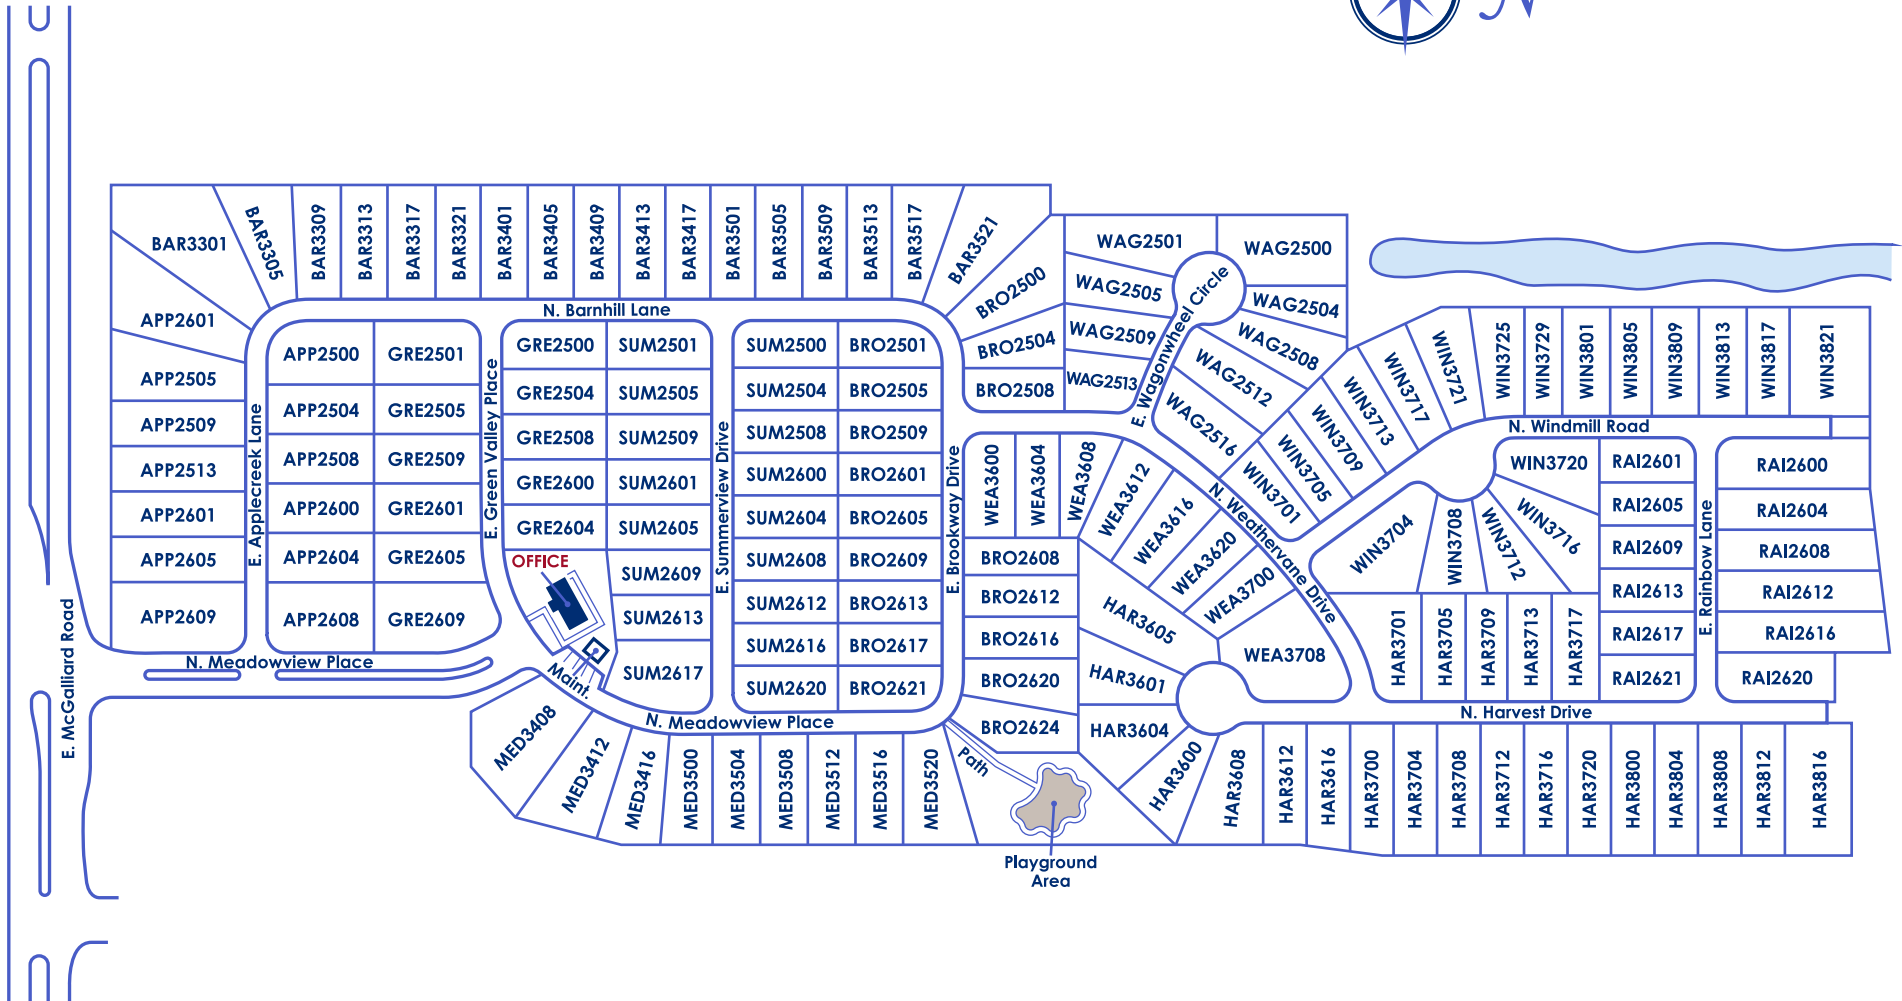 N
BAR3301
BAR3305
BAR3309
BAR3313
BAR3317
BAR3321
BAR3401
BAR3405
BAR3409
BAR3413
BAR3417
BAR3501
BAR3505
BAR3509
BAR3513
BAR3517
BAR3521
BRO2500
BRO2504
BRO2508
WAG2501
WAG2505
WAG2509
WAG2513
WAG2500
WAG2504
WAG2508
WAG2512
WAG2516
E. Wagonwheel Circle
N. Barnhill Lane
APP2601
APP2505
APP2509
APP2513
APP2601
APP2605
APP2609
E. Applecreek Lane
APP2500
APP2504
APP2508
APP2600
APP2604
APP2608
GRE2501
GRE2505
GRE2509
GRE2601
GRE2605
GRE2609
E. Green Valley Place
GRE2500
GRE2504
GRE2508
GRE2600
GRE2604
OFFICE
Maint.
SUM2501
SUM2505
SUM2509
SUM2601
SUM2605
SUM2609
SUM2613
SUM2617
E. Summerview Drive
SUM2500
SUM2504
SUM2508
SUM2600
SUM2604
SUM2608
SUM2612
SUM2616
SUM2620
BRO2501
BRO2505
BRO2509
BRO2601
BRO2605
BRO2609
BRO2613
BRO2617
BRO2621
E. Brookway Drive
WEA3600
WEA3604
WEA3608
WEA3612
WEA3616
WEA3620
WEA3700
WEA3708
N. Weathervane Drive
BRO2608
BRO2612
BRO2616
BRO2620
BRO2624
HAR3605
HAR3601
HAR3604
HAR3600
WIN3701
WIN3705
WIN3709
WIN3713
WIN3717
WIN3721
WIN3725
WIN3729
WIN3801
WIN3805
WIN3809
WIN3813
WIN3817
WIN3821
N. Windmill Road
WIN3704
WIN3708
WIN3712
WIN3716
WIN3720
RAI2601
RAI2605
RAI2609
RAI2613
RAI2617
RAI2621
E. Rainbow Lane
RAI2600
RAI2604
RAI2608
RAI2612
RAI2616
RAI2620
HAR3701
HAR3705
HAR3709
HAR3713
HAR3717
N. Harvest Drive
HAR3608
HAR3612
HAR3616
HAR3700
HAR3704
HAR3708
HAR3712
HAR3716
HAR3720
HAR3800
HAR3804
HAR3808
HAR3812
HAR3816
E. McGalliard Road
N. Meadowview Place
N. Meadowview Place
MED3408
MED3412
MED3416
MED3500
MED3504
MED3508
MED3512
MED3516
MED3520
Path
Playground
Area